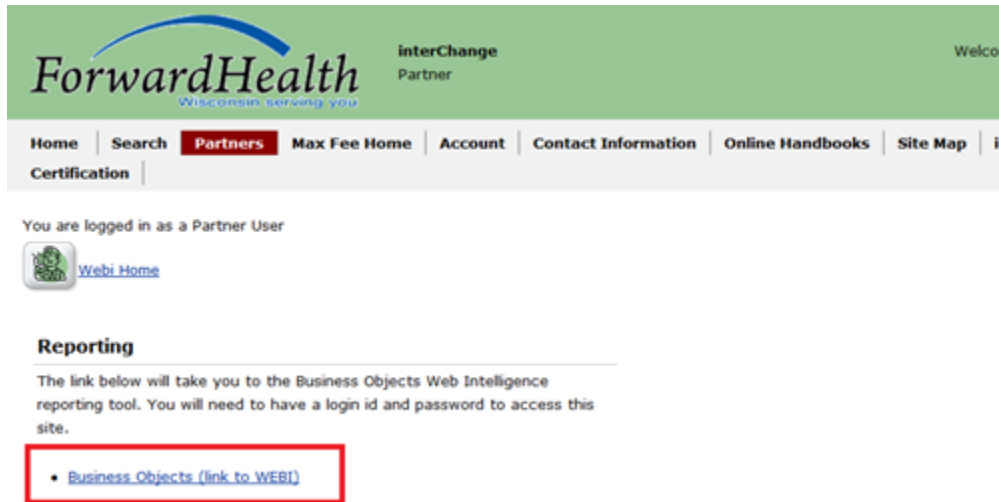 ForwardHealth
Wisconsin serving you
interChange
Partner
Welco
Home Search Partners Max Fee Home Account Contact Information Online Handbooks Site Map i
Certification
You are logged in as a Partner User
Webi Home
Reporting
The link below will take you to the Business Objects Web Intelligence
reporting tool. You will need to have a login id and password to access this
site.
• Business Objects (link to WEBI)